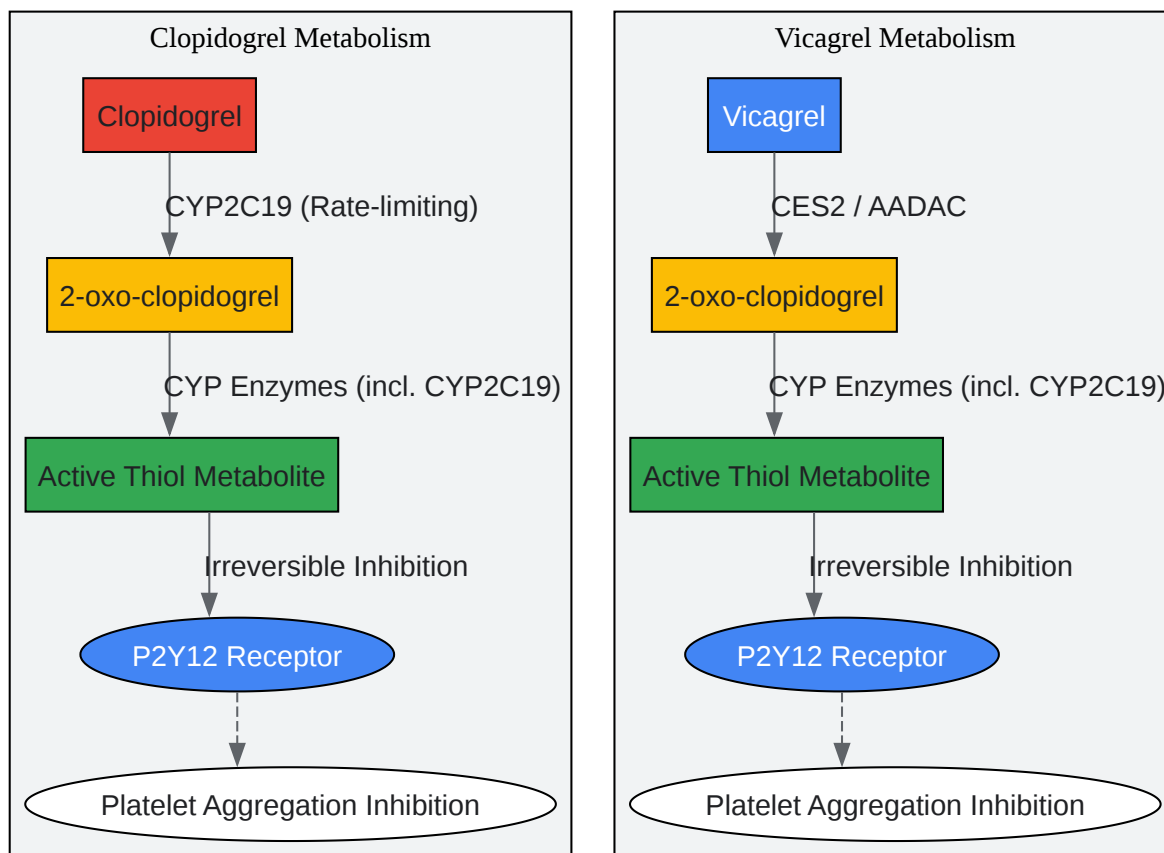 Clopidogrel Metabolism
Clopidogrel
CYP2C19 (Rate-limiting)
2-oxo-clopidogrel
CYP Enzymes (incl. CYP2C19)
Active Thiol Metabolite
Irreversible Inhibition
P2Y12 Receptor
Platelet Aggregation Inhibition
Vicagrel Metabolism
Vicagrel
CES2 / AADAC
2-oxo-clopidogrel
CYP Enzymes (incl. CYP2C19)
Active Thiol Metabolite
Irreversible Inhibition
P2Y12 Receptor
Platelet Aggregation Inhibition